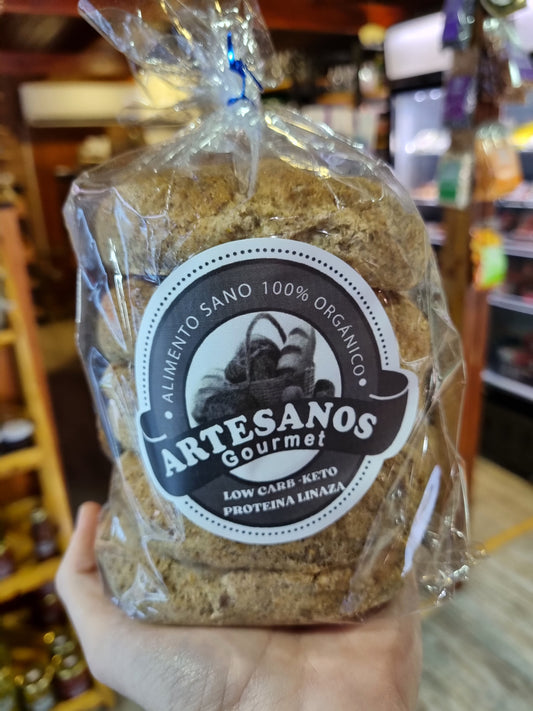 • ALIMENTO SANO 100% ORGÁNICO •
ARTESANOS
Gourmet
LOW CARB - KETO
PROTEINA LINAZA